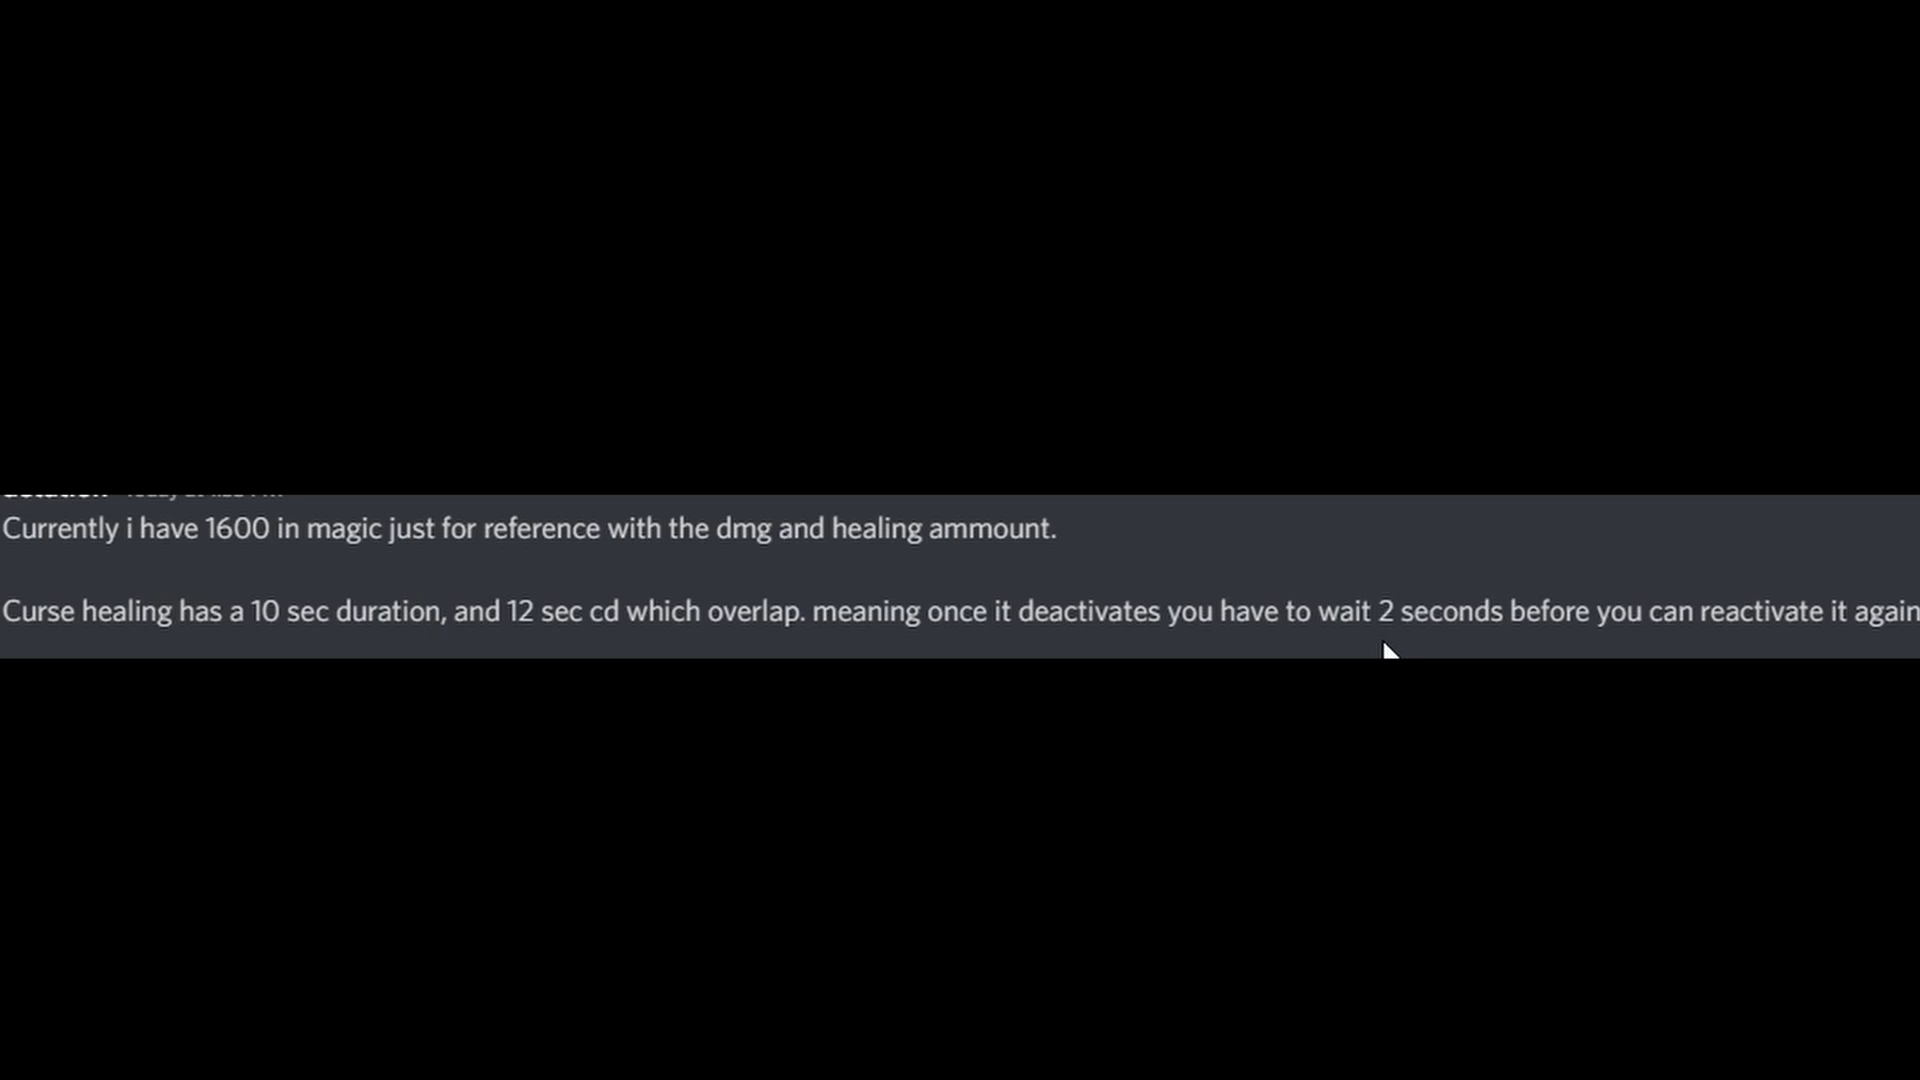 Currently i have 1600 in magic just for reference with the dmg and healing ammount.
Curse healing has a 10 sec duration, and 12 sec cd which overlap. meaning once it deactivates you have to wait 2 seconds before you can reactivate it again